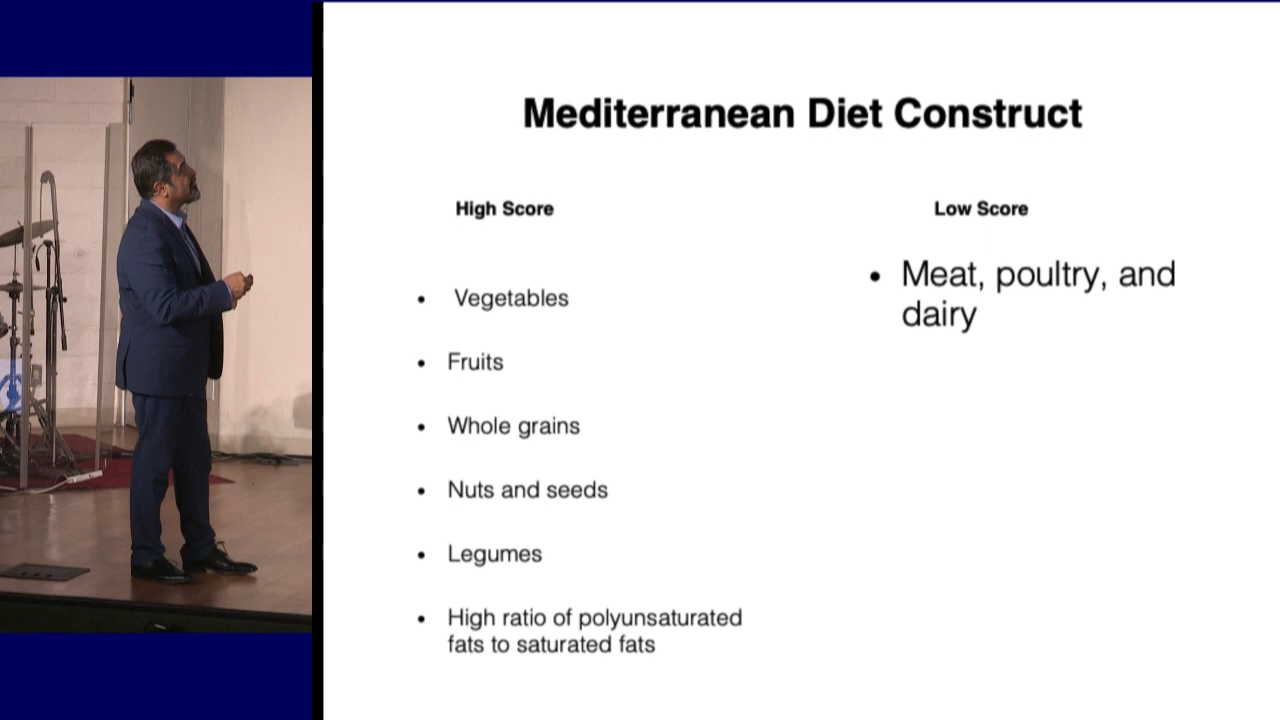 Mediterranean Diet Construct
High Score
Low Score
• Vegetables
• Fruits
• Whole grains
• Nuts and seeds
• Legumes
• High ratio of polyunsaturated
fats to saturated fats
• Meat, poultry, and
dairy